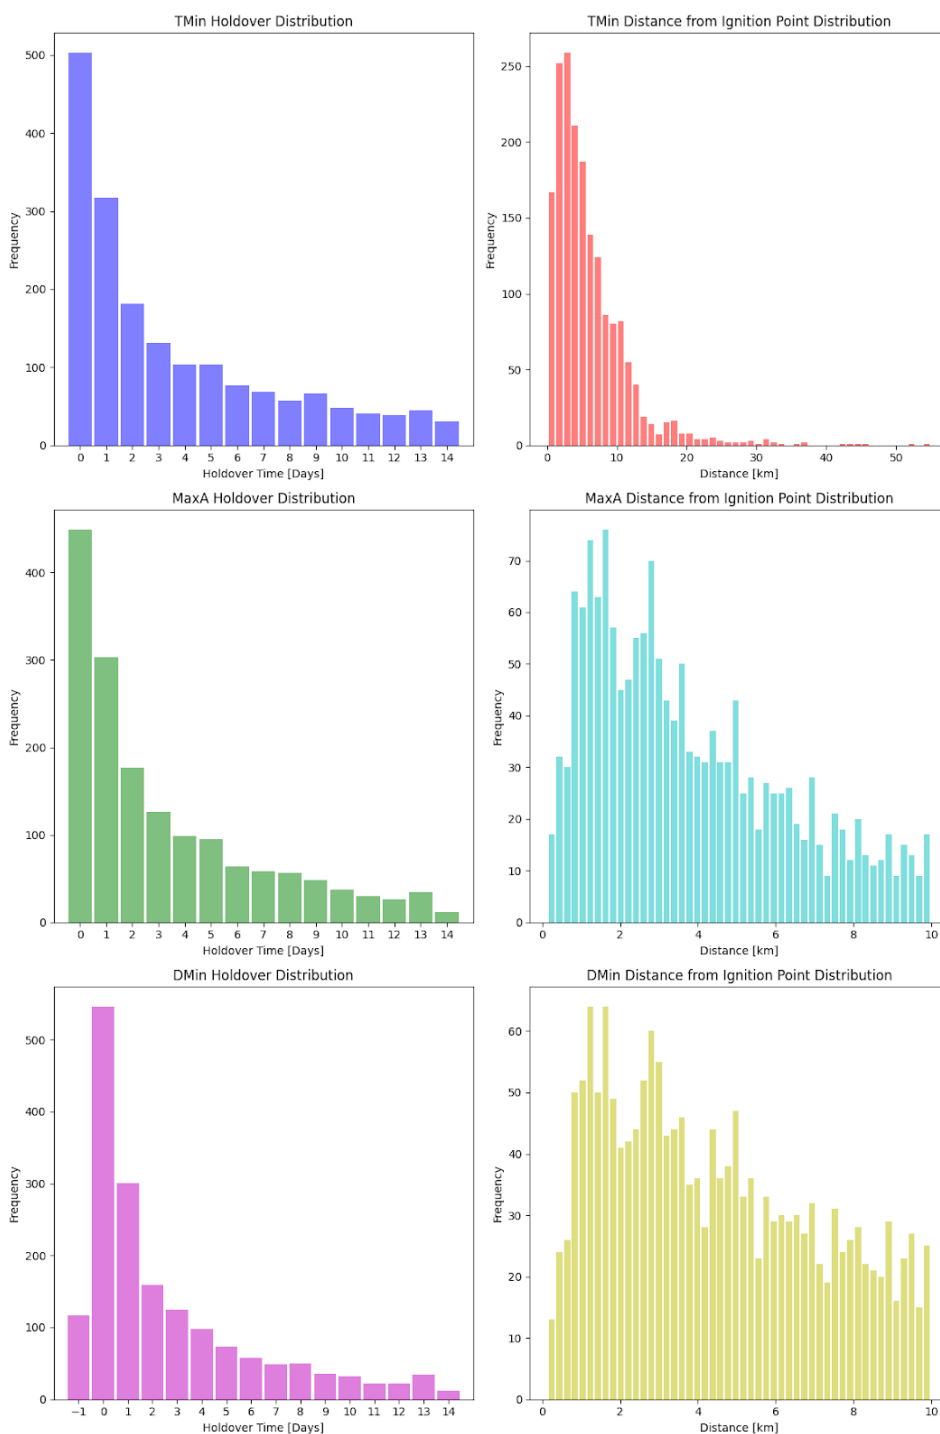 TMin Holdover Distribution
Frequency
500
400
300
200
100
0
0 1 2 3 4 5 6 7 8 9 10 11 12 13 14
Holdover Time [Days]
TMin Distance from Ignition Point Distribution
Frequency
250
200
150
100
50
0
0 10 20 30 40 50
Distance [km]
MaxA Holdover Distribution
Frequency
400
300
200
100
0
0 1 2 3 4 5 6 7 8 9 10 11 12 13 14
Holdover Time [Days]
MaxA Distance from Ignition Point Distribution
Frequency
70
60
50
40
30
20
10
0
0 2 4 6 8 10
Distance [km]
DMin Holdover Distribution
Frequency
500
400
300
200
100
0
−1 0 1 2 3 4 5 6 7 8 9 10 11 12 13 14
Holdover Time [Days]
DMin Distance from Ignition Point Distribution
Frequency
60
50
40
30
20
10
0
0 2 4 6 8 10
Distance [km]